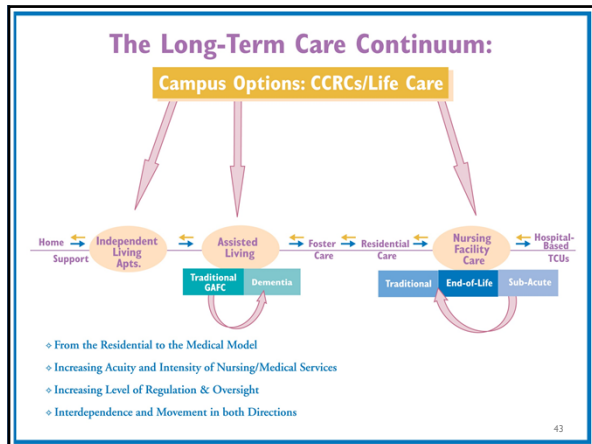 The Long-Term Care Continuum:
Campus Options: CCRCs/Life Care
Home
Support
Independent
Living
Apts.
Assisted
Living
Traditional
GAFC
Dementia
Foster
Care
Residential
Care
Nursing
Facility
Care
Traditional
End-of-Life
Sub-Acute
Hospital-
Based
TCUs
From the Residential to the Medical Model
Increasing Acuity and Intensity of Nursing/Medical Services
Increasing Level of Regulation & Oversight
Interdependence and Movement in both Directions
43